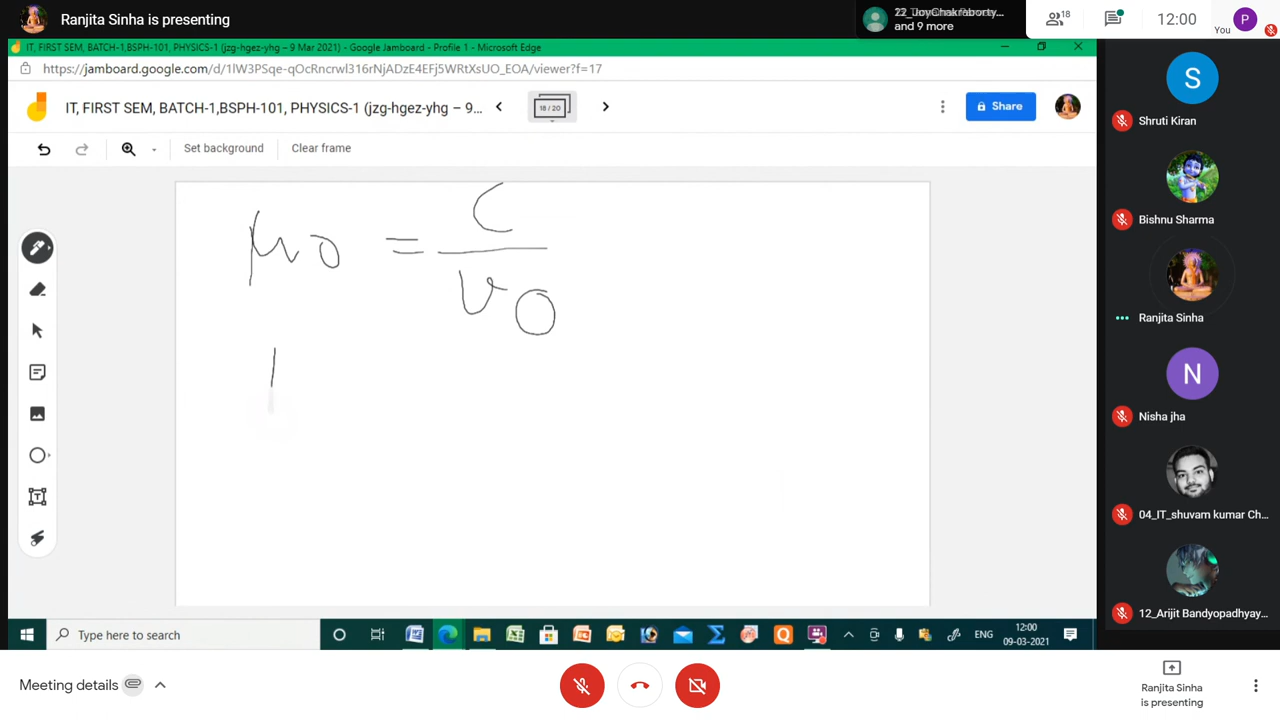 Ranjita Sinha is presenting
and 9 more
18
12:00
You
P
IT, FIRST SEM, BATCH-1,BSPH-101, PHYSICS-1 (jzg-hgez-yhg – 9 Mar 2021) - Google Jamboard - Profile 1 - Microsoft Edge
https://jamboard.google.com/d/1lW3PSqe-qOcRncrwl316rNjADzE4EFj5WRtXsUO_EOA/viewer?f=17
IT, FIRST SEM, BATCH-1,BSPH-101, PHYSICS-1 (jzg-hgez-yhg – 9...
18 / 20
Share
Set background
Clear frame
μo = C
vo
S
Shruti Kiran
Bishnu Sharma
Ranjita Sinha
N
Nisha jha
04_IT_shuvam kumar Ch...
12_Arijit Bandyopadhyay...
Type here to search
ENG
12:00
09-03-2021
Meeting details
Ranjita Sinha
is presenting